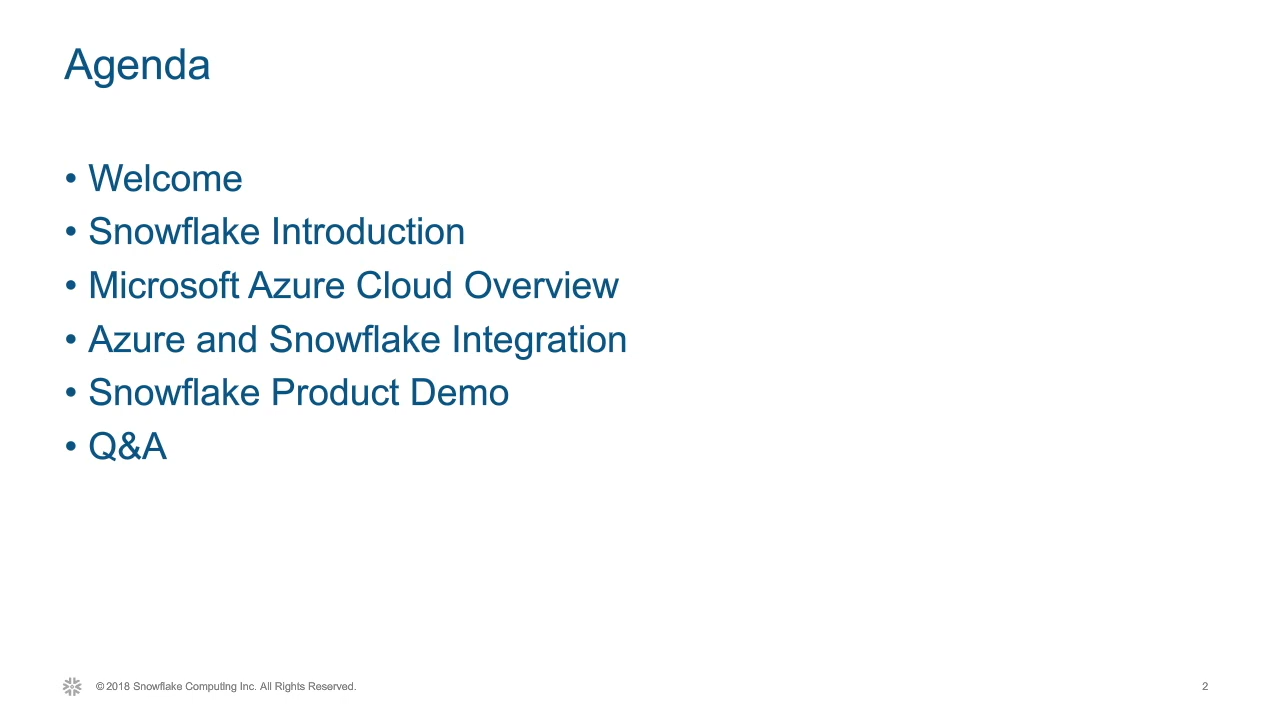 Agenda
• Welcome
• Snowflake Introduction
• Microsoft Azure Cloud Overview
• Azure and Snowflake Integration
• Snowflake Product Demo
• Q&A
© 2018 Snowflake Computing Inc. All Rights Reserved.
2